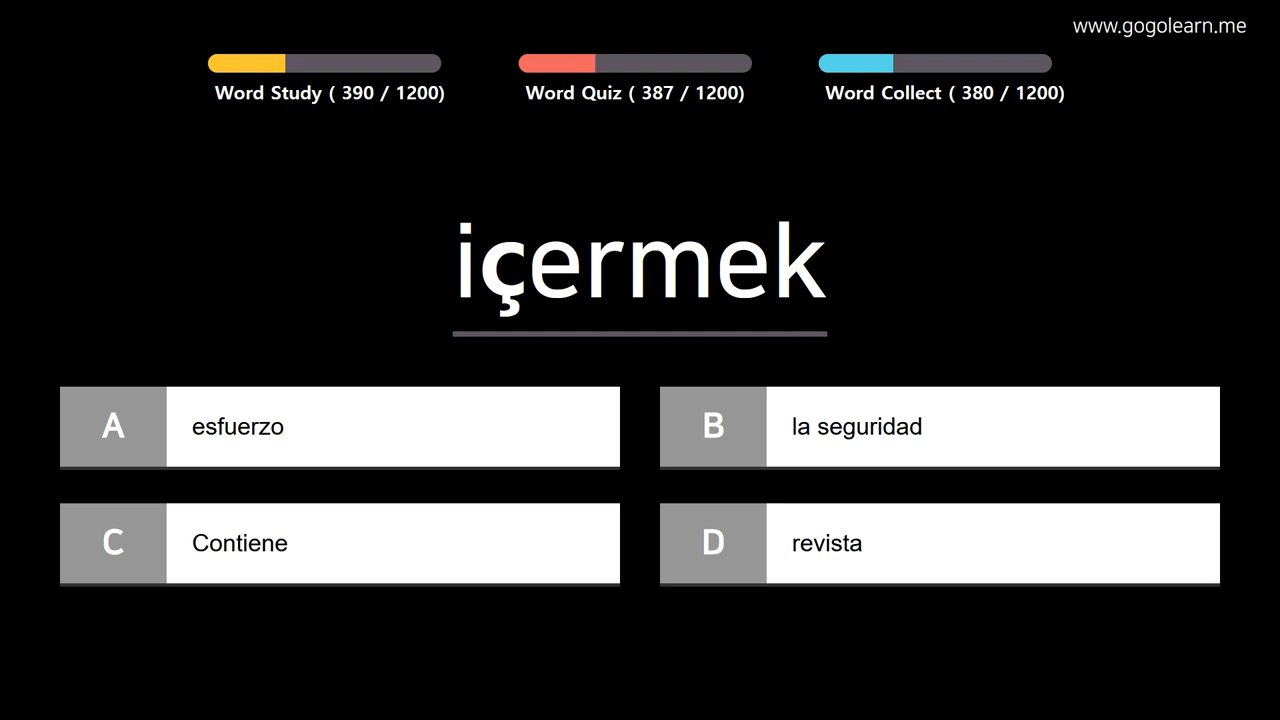 www.gogolearn.me
Word Study ( 390 / 1200)
Word Quiz ( 387 / 1200)
Word Collect ( 380 / 1200)
içermek
A esfuerzo
B la seguridad
C Contiene
D revista